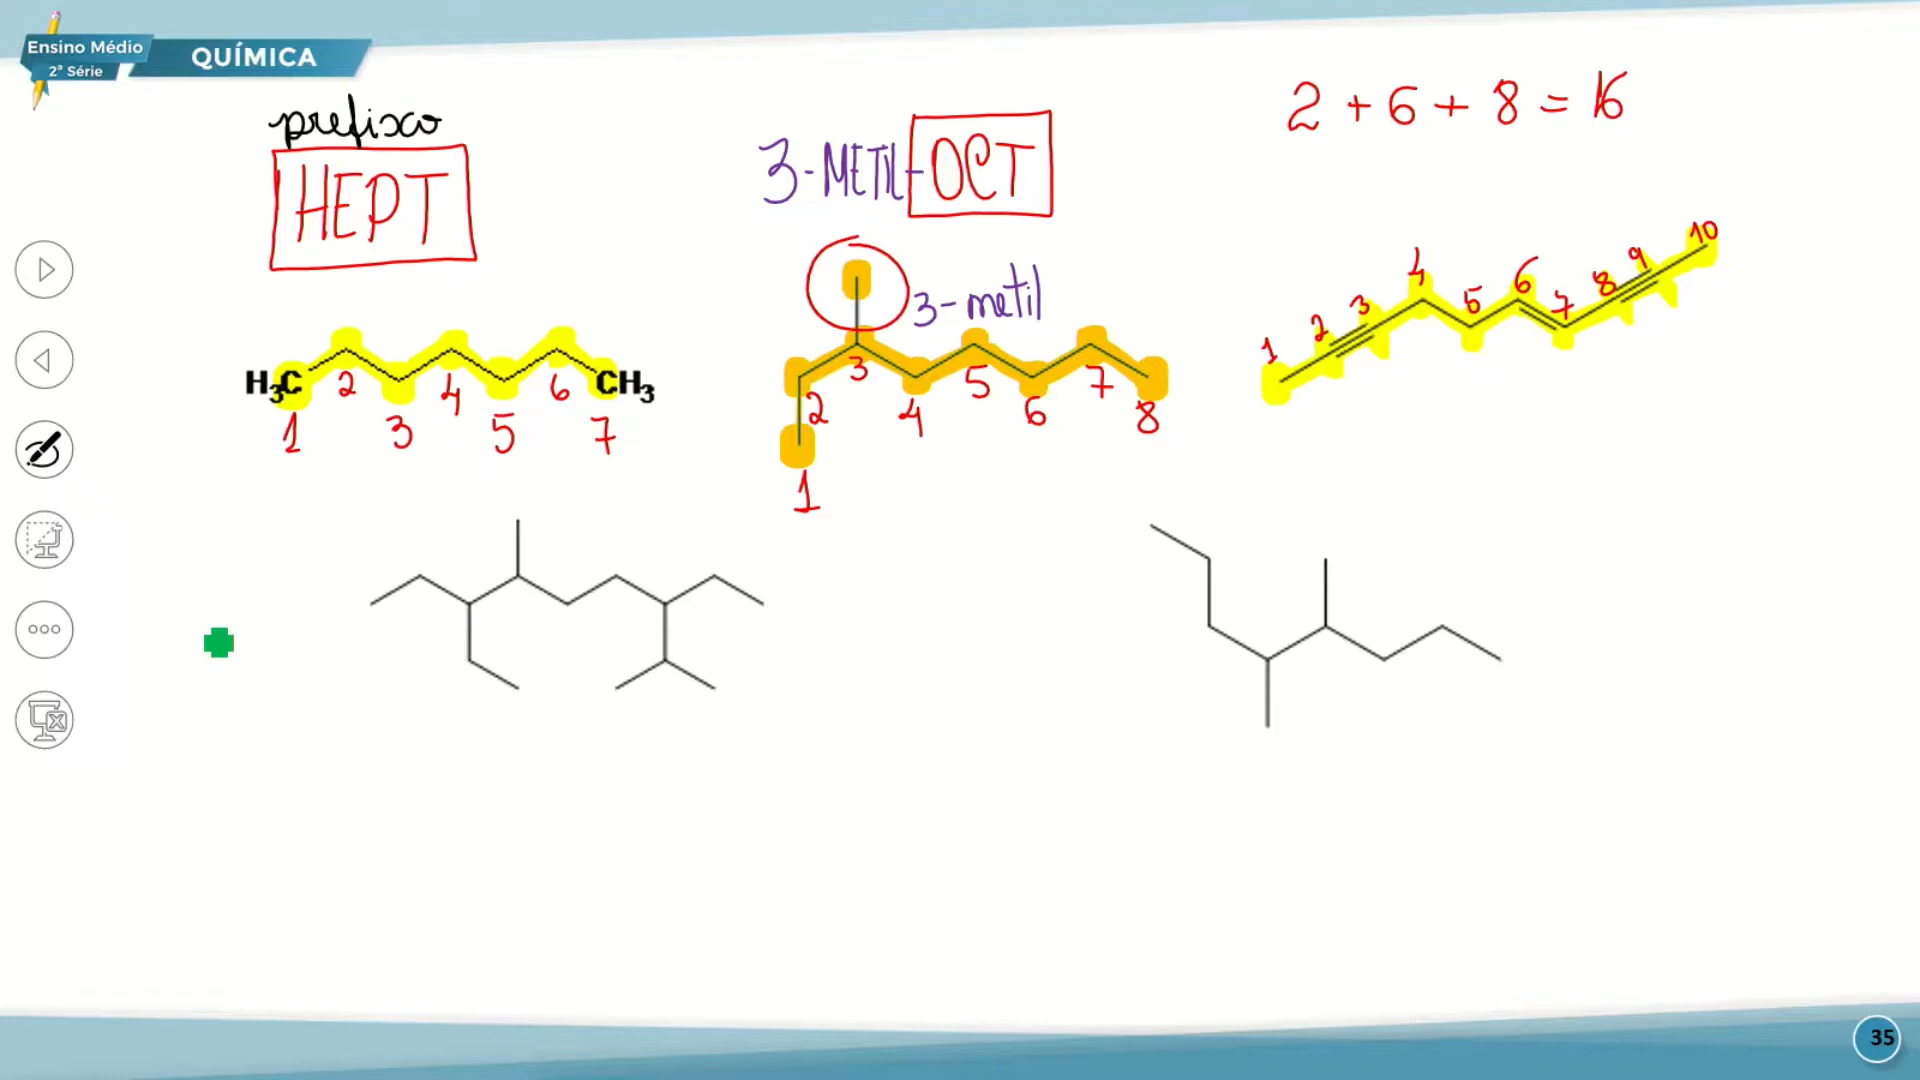 Ensino Médio
2ª Série
QUÍMICA
2 + 6 + 8 = 16
prefixo
HEPT
3-METIL-OCT
3-metil
H3C 2 4 6 CH3
1 3 5 7
3 5 7
2 4 6 8
1
1 2 3 4 5 6 7 8 9 10
35